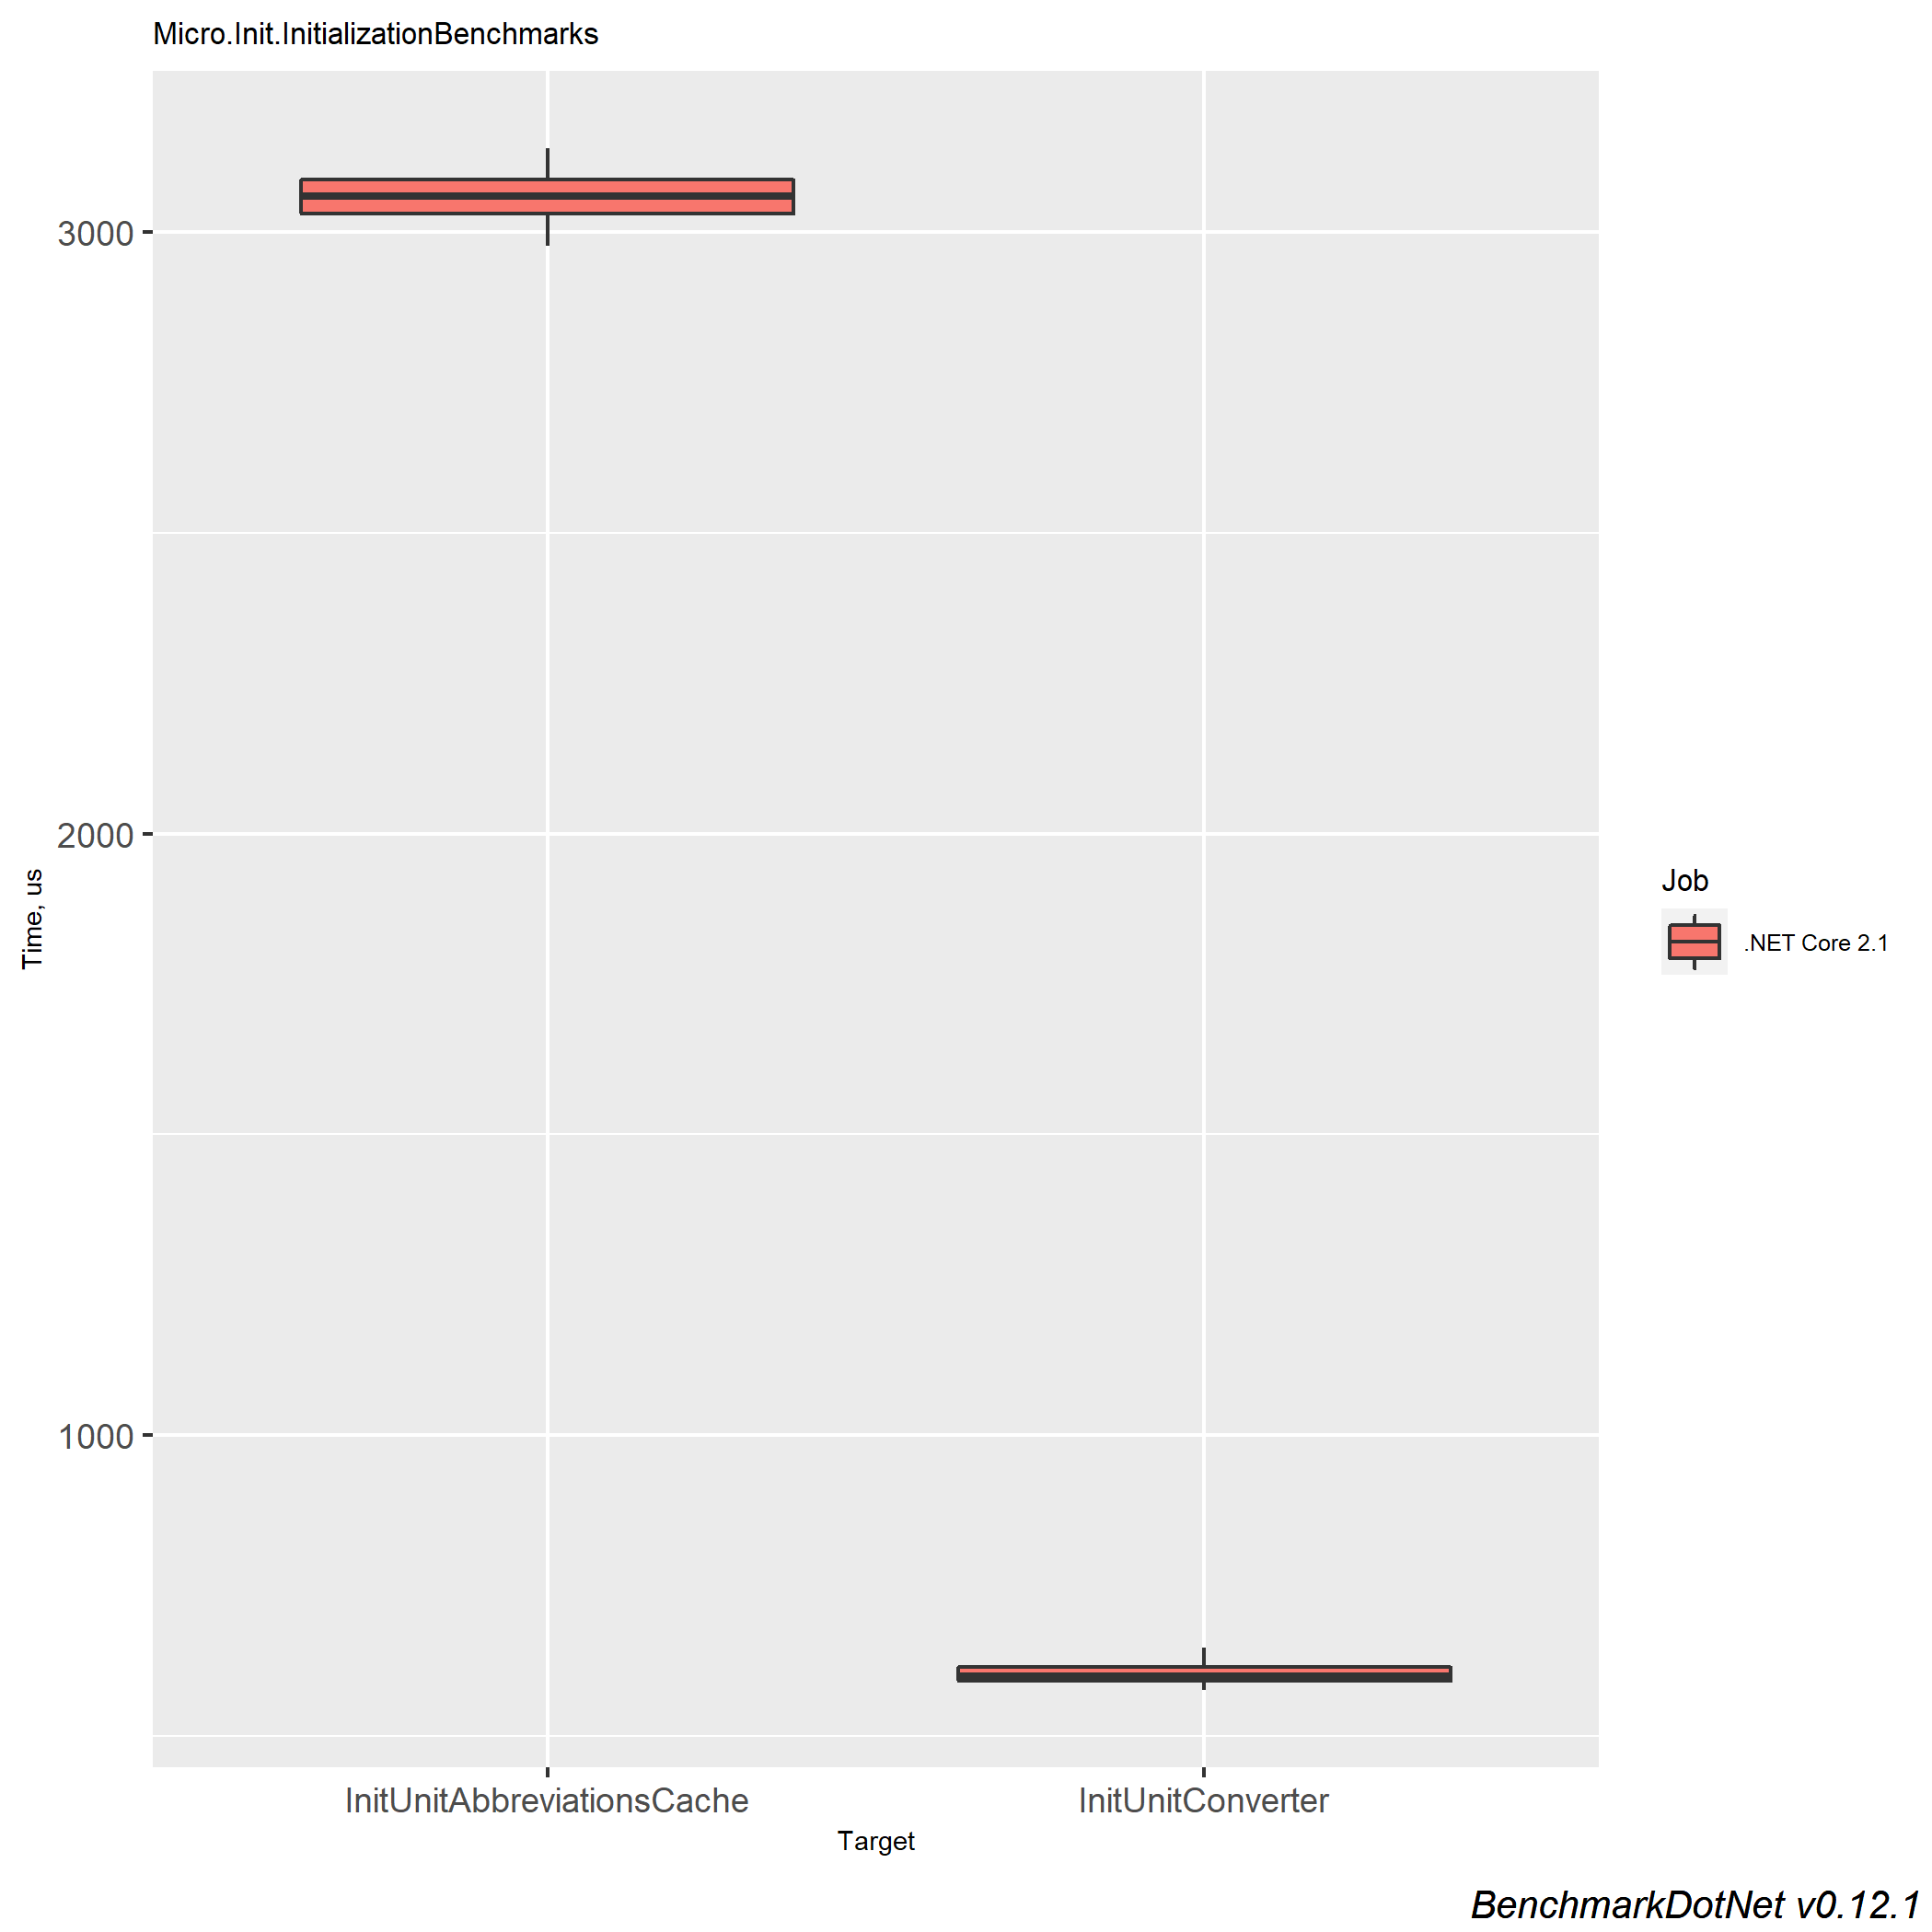 Micro.Init.InitializationBenchmarks
3000
2000
1000
Time, us
InitUnitAbbreviationsCache
InitUnitConverter
Target
Job
.NET Core 2.1
BenchmarkDotNet v0.12.1